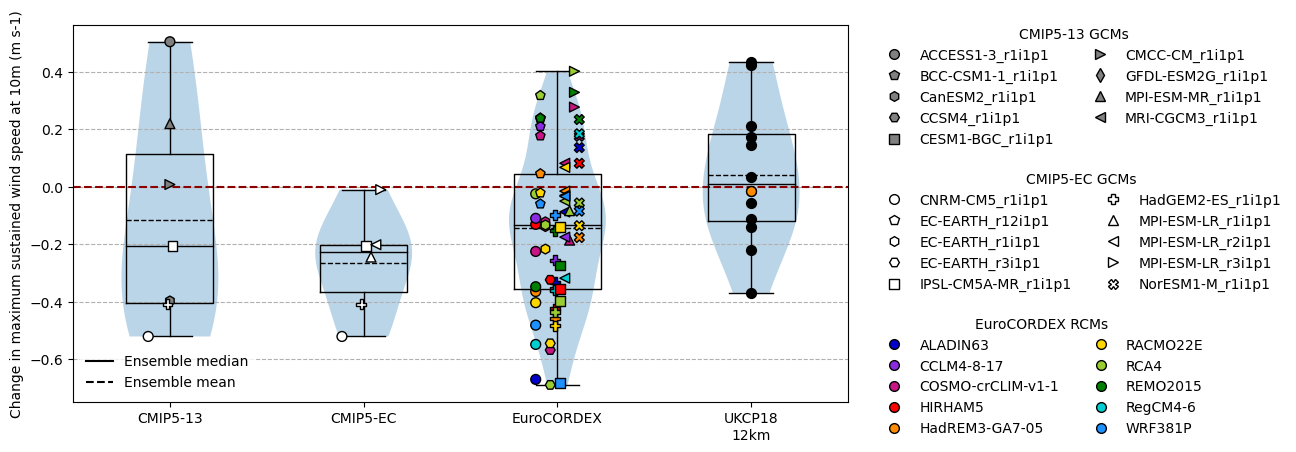 Change in maximum sustained wind speed at 10m (m s-1)
0.4
0.2
0.0
−0.2
−0.4
−0.6
Ensemble median
Ensemble mean
CMIP5-13
CMIP5-EC
EuroCORDEX
UKCP18
12km
CMIP5-13 GCMs
ACCESS1-3_r1i1p1
BCC-CSM1-1_r1i1p1
CanESM2_r1i1p1
CCSM4_r1i1p1
CESM1-BGC_r1i1p1
CMCC-CM_r1i1p1
GFDL-ESM2G_r1i1p1
MPI-ESM-MR_r1i1p1
MRI-CGCM3_r1i1p1
CMIP5-EC GCMs
CNRM-CM5_r1i1p1
EC-EARTH_r12i1p1
EC-EARTH_r1i1p1
EC-EARTH_r3i1p1
IPSL-CM5A-MR_r1i1p1
HadGEM2-ES_r1i1p1
MPI-ESM-LR_r1i1p1
MPI-ESM-LR_r2i1p1
MPI-ESM-LR_r3i1p1
NorESM1-M_r1i1p1
EuroCORDEX RCMs
ALADIN63
CCLM4-8-17
COSMO-crCLIM-v1-1
HIRHAM5
HadREM3-GA7-05
RACMO22E
RCA4
REMO2015
RegCM4-6
WRF381P